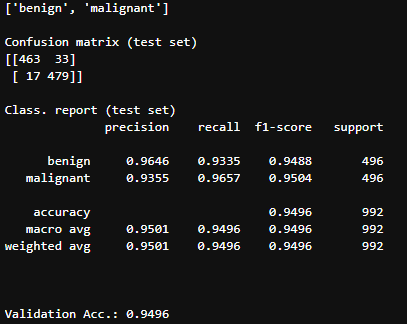 ['benign', 'malignant']
Confusion matrix (test set)
[[463  33]
 [ 17 479]]
Class. report (test set)
              precision    recall  f1-score   support
      benign     0.9646    0.9335    0.9488       496
   malignant     0.9355    0.9657    0.9504       496
    accuracy                         0.9496       992
   macro avg     0.9501    0.9496    0.9496       992
weighted avg     0.9501    0.9496    0.9496       992
Validation Acc.: 0.9496